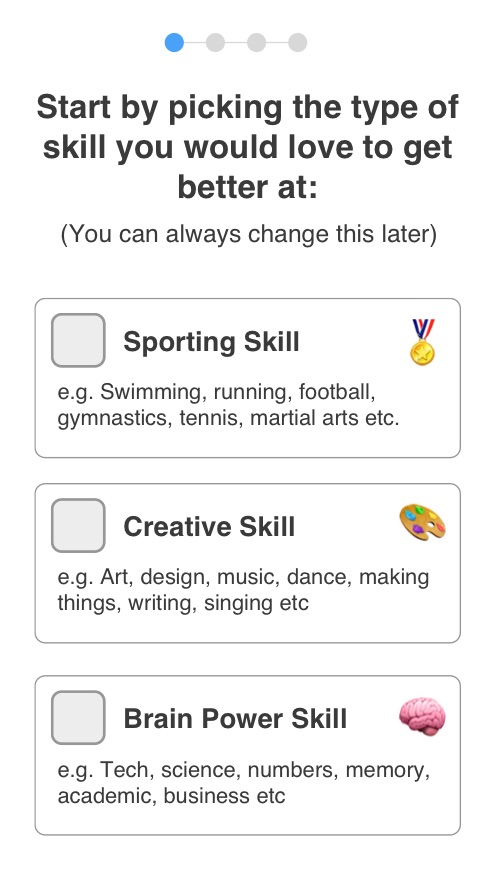 Start by picking the type of
skill you would love to get
better at:
(You can always change this later)
Sporting Skill
e.g. Swimming, running, football,
gymnastics, tennis, martial arts etc.
Creative Skill
e.g. Art, design, music, dance, making
things, writing, singing etc
Brain Power Skill
e.g. Tech, science, numbers, memory,
academic, business etc